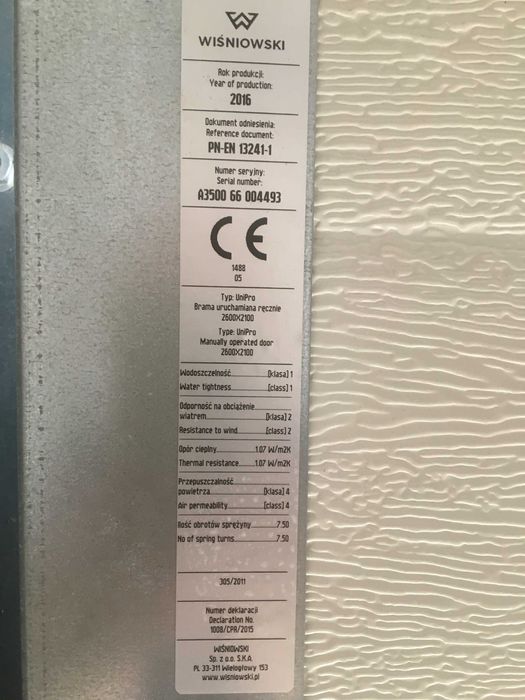 WIŚNIOWSKI
Rok produkcji:
Year of production:
2016
Dokument odniesienia:
Reference document:
PN-EN 13241-1
Numer seryjny:
Serial number:
A3500 66 004493
CE
1488
05
Typ: UniPro
Brama uruchamiana ręcznie
2600X2100
Type: UniPro
Manually operated door
2600X2100
Wodoszczelność [klasa] 1
Water tightness [class] 1
Odporność na obciążenie
wiatrem [klasa] 2
Resistance to wind [class] 2
Opór cieplny 1.07 W/m2K
Thermal resistance 1.07 W/m2K
Przepuszczalność
powietrza [klasa] 4
Air permeability [class] 4
Ilość obrotów sprężyny 7.50
No of spring turns 7.50
305/2011
Numer deklaracji
Declaration No.
1008/CPR/2015
WIŚNIOWSKI
Sp. z o.o. S.K.A.
PL 33-311 Wielogłowy 153
www.wisniowski.pl